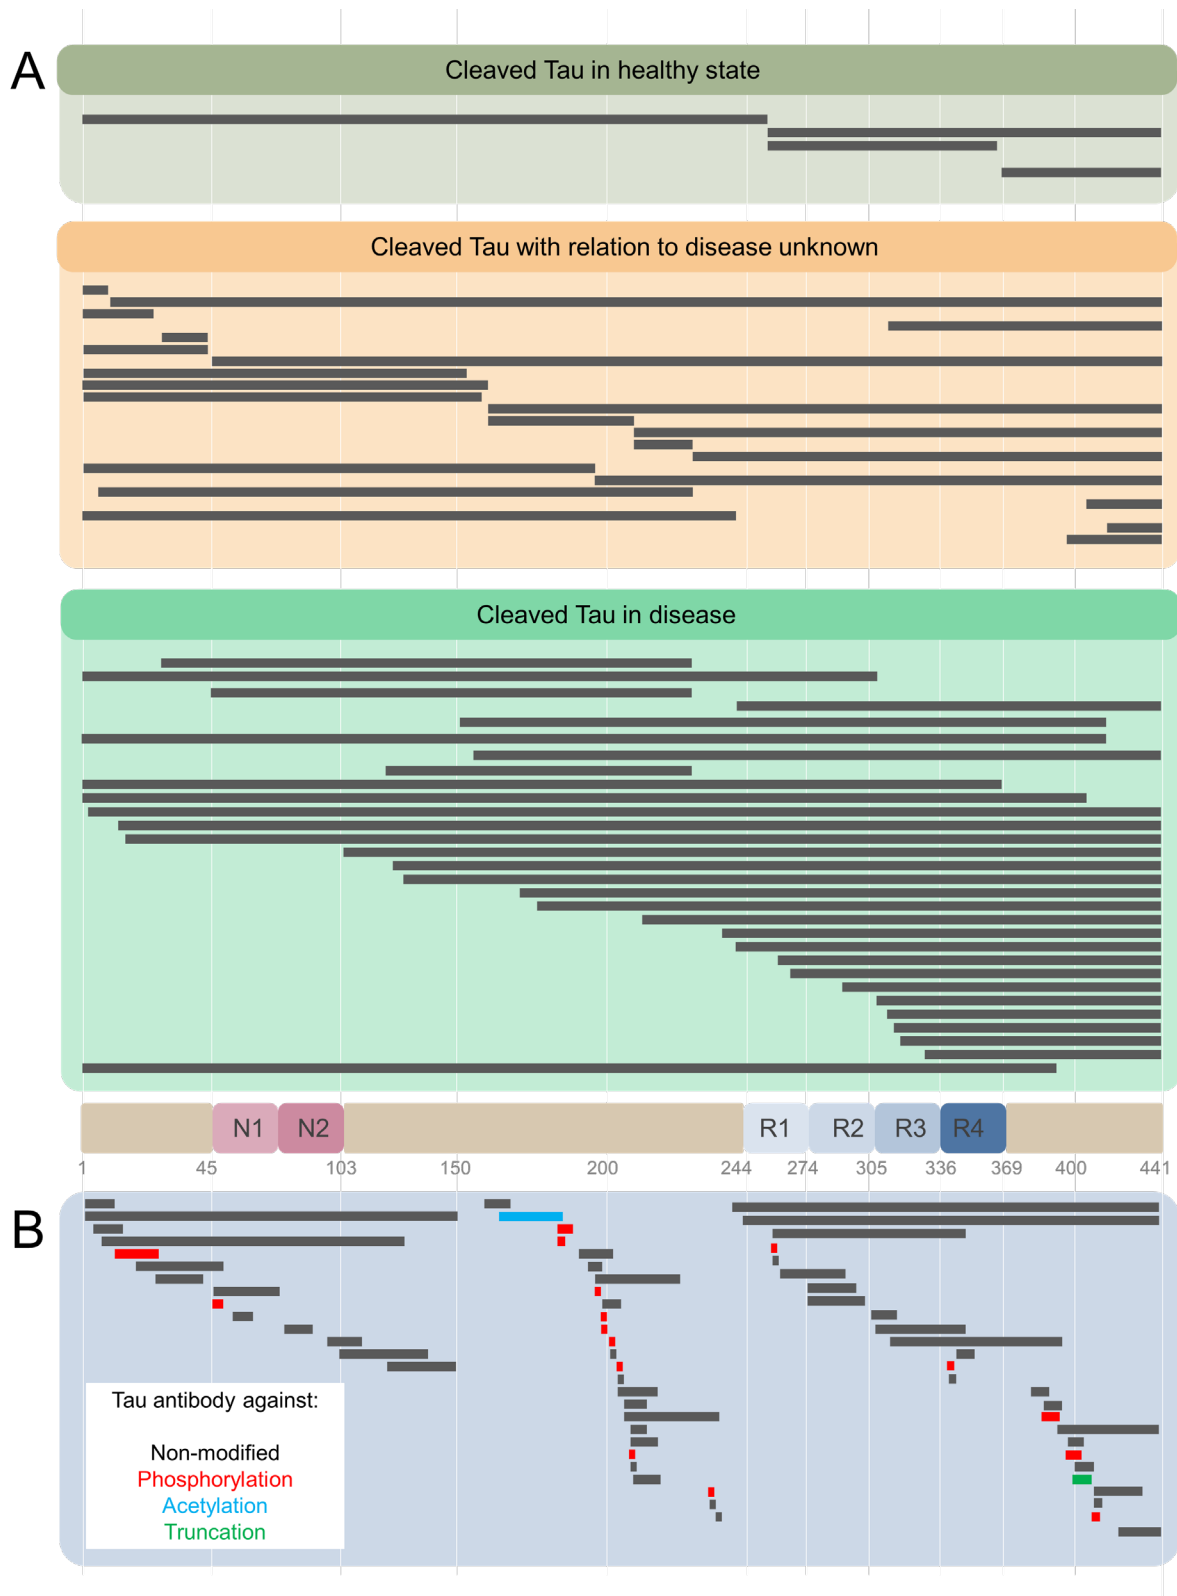 A
Cleaved Tau in healthy state
Cleaved Tau with relation to disease unknown
Cleaved Tau in disease
N1 N2 R1 R2 R3 R4
1 45 103 150 200 244 274 305 336 369 400 441
B
Tau antibody against:
Non-modified
Phosphorylation
Acetylation
Truncation